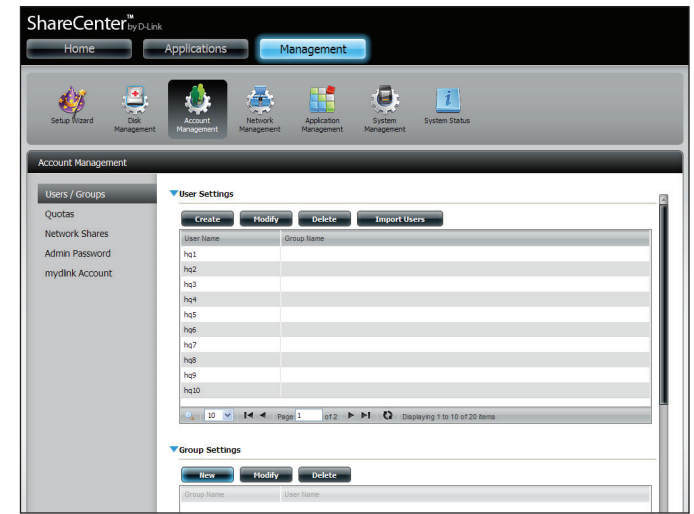 ShareCenter™ by D-Link
Home Applications Management
Setup Wizard Disk Management Account Management Network Management Application Management System Management System Status
Account Management
Users / Groups
Quotas
Network Shares
Admin Password
mydlink Account
User Settings
Create Modify Delete Import Users
User Name Group Name
hq1
hq2
hq3
hq4
hq5
hq6
hq7
hq8
hq9
hq10
10 Page 1 of 2 Displaying 1 to 10 of 20 items
Group Settings
New Modify Delete
Group Name User Name